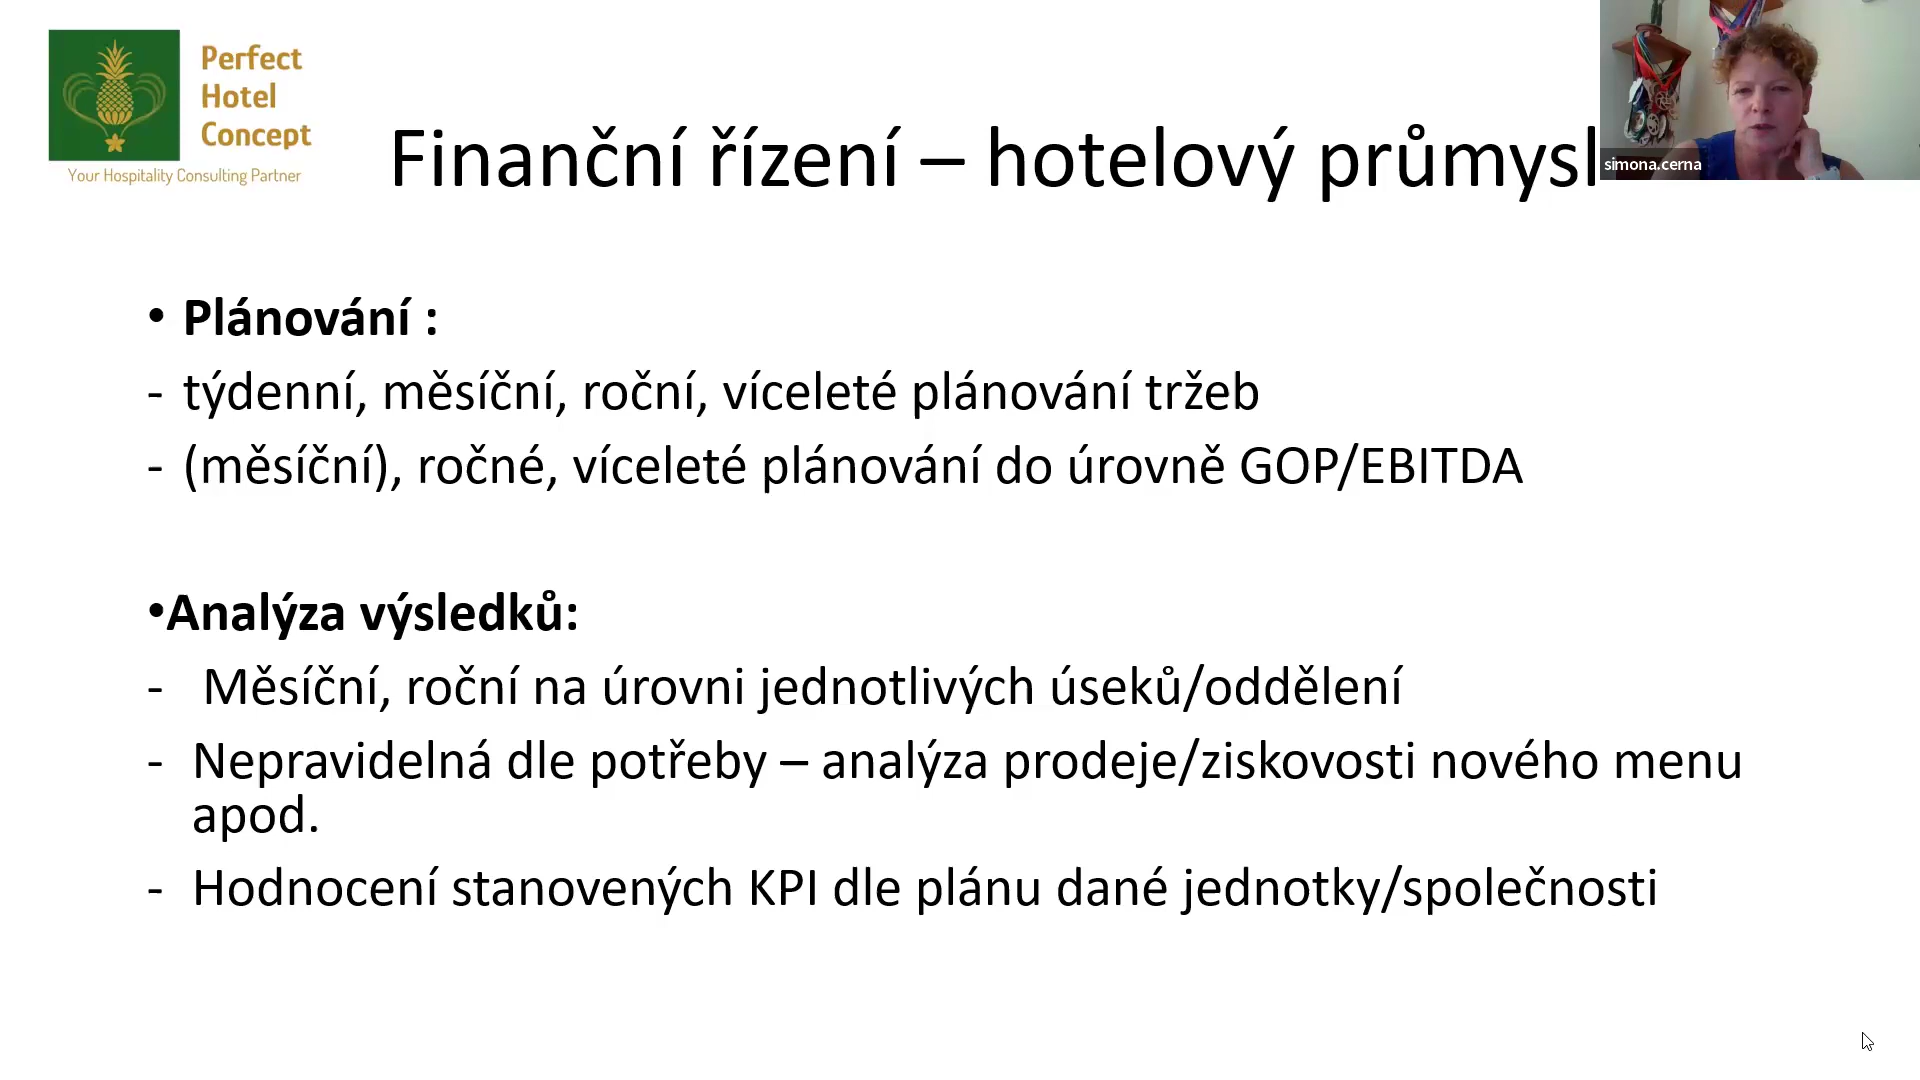 Perfect
Hotel
Concept
Your Hospitality Consulting Partner
Finanční řízení – hotelový průmysl
simona.cerna
• Plánování :
- týdenní, měsíční, roční, víceleté plánování tržeb
- (měsíční), ročné, víceleté plánování do úrovně GOP/EBITDA
•Analýza výsledků:
- Měsíční, roční na úrovni jednotlivých úseků/oddělení
- Nepravidelná dle potřeby – analýza prodeje/ziskovosti nového menu
apod.
- Hodnocení stanovených KPI dle plánu dané jednotky/společnosti